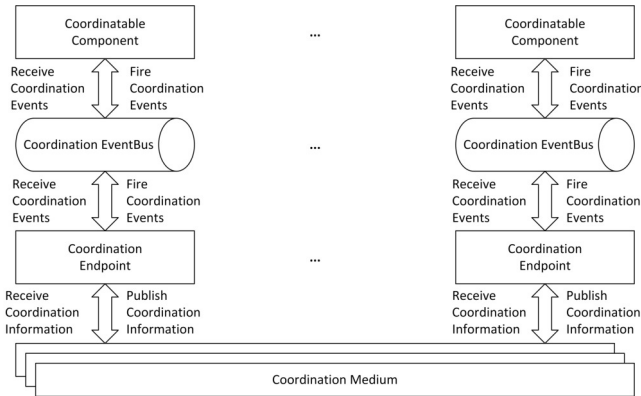 Coordinatable
Component
...
Coordinatable
Component
Receive
Coordination
Events
Fire
Coordination
Events
Receive
Coordination
Events
Fire
Coordination
Events
Coordination EventBus
...
Coordination EventBus
Receive
Coordination
Events
Fire
Coordination
Events
Receive
Coordination
Events
Fire
Coordination
Events
Coordination
Endpoint
...
Coordination
Endpoint
Receive
Coordination
Information
Publish
Coordination
Information
Receive
Coordination
Information
Publish
Coordination
Information
Coordination Medium